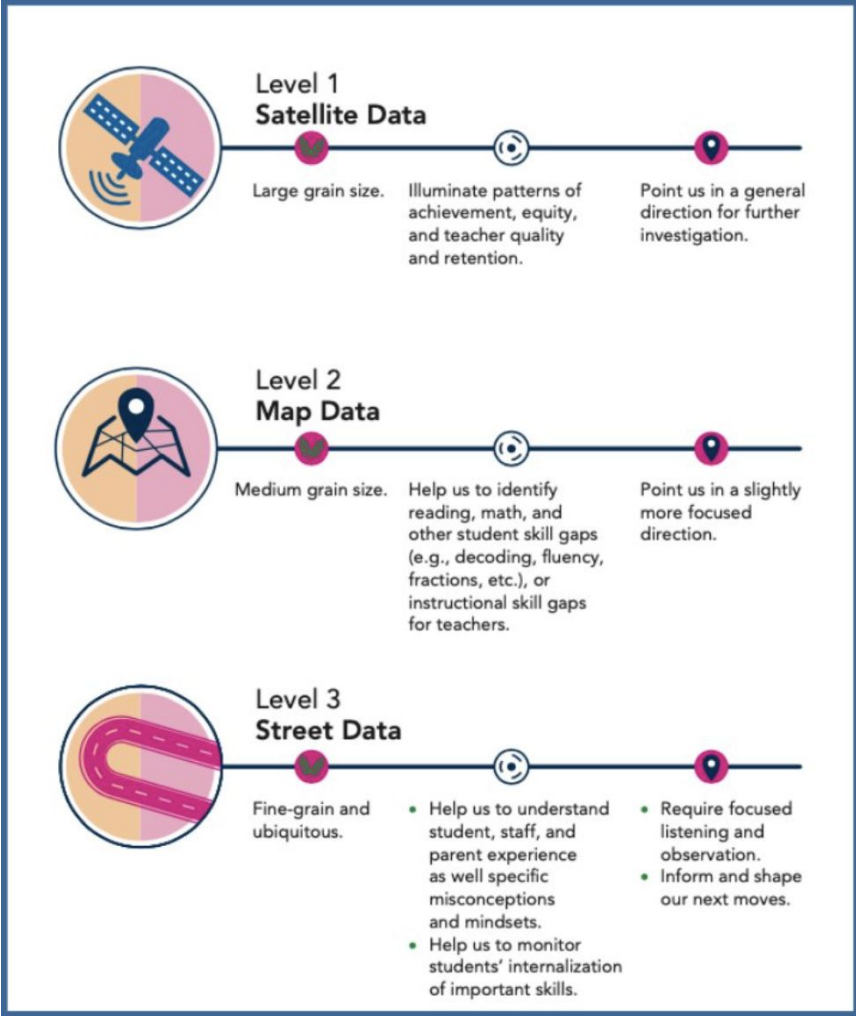 Level 1
Satellite Data
Large grain size.
Illuminate patterns of
achievement, equity,
and teacher quality
and retention.
Point us in a general
direction for further
investigation.
Level 2
Map Data
Medium grain size.
Help us to identify
reading, math, and
other student skill gaps
(e.g., decoding, fluency,
fractions, etc.), or
instructional skill gaps
for teachers.
Point us in a slightly
more focused
direction.
Level 3
Street Data
Fine-grain and
ubiquitous.
• Help us to understand
student, staff, and
parent experience
as well specific
misconceptions
and mindsets.
• Help us to monitor
students’ internalization
of important skills.
• Require focused
listening and
observation.
• Inform and shape
our next moves.